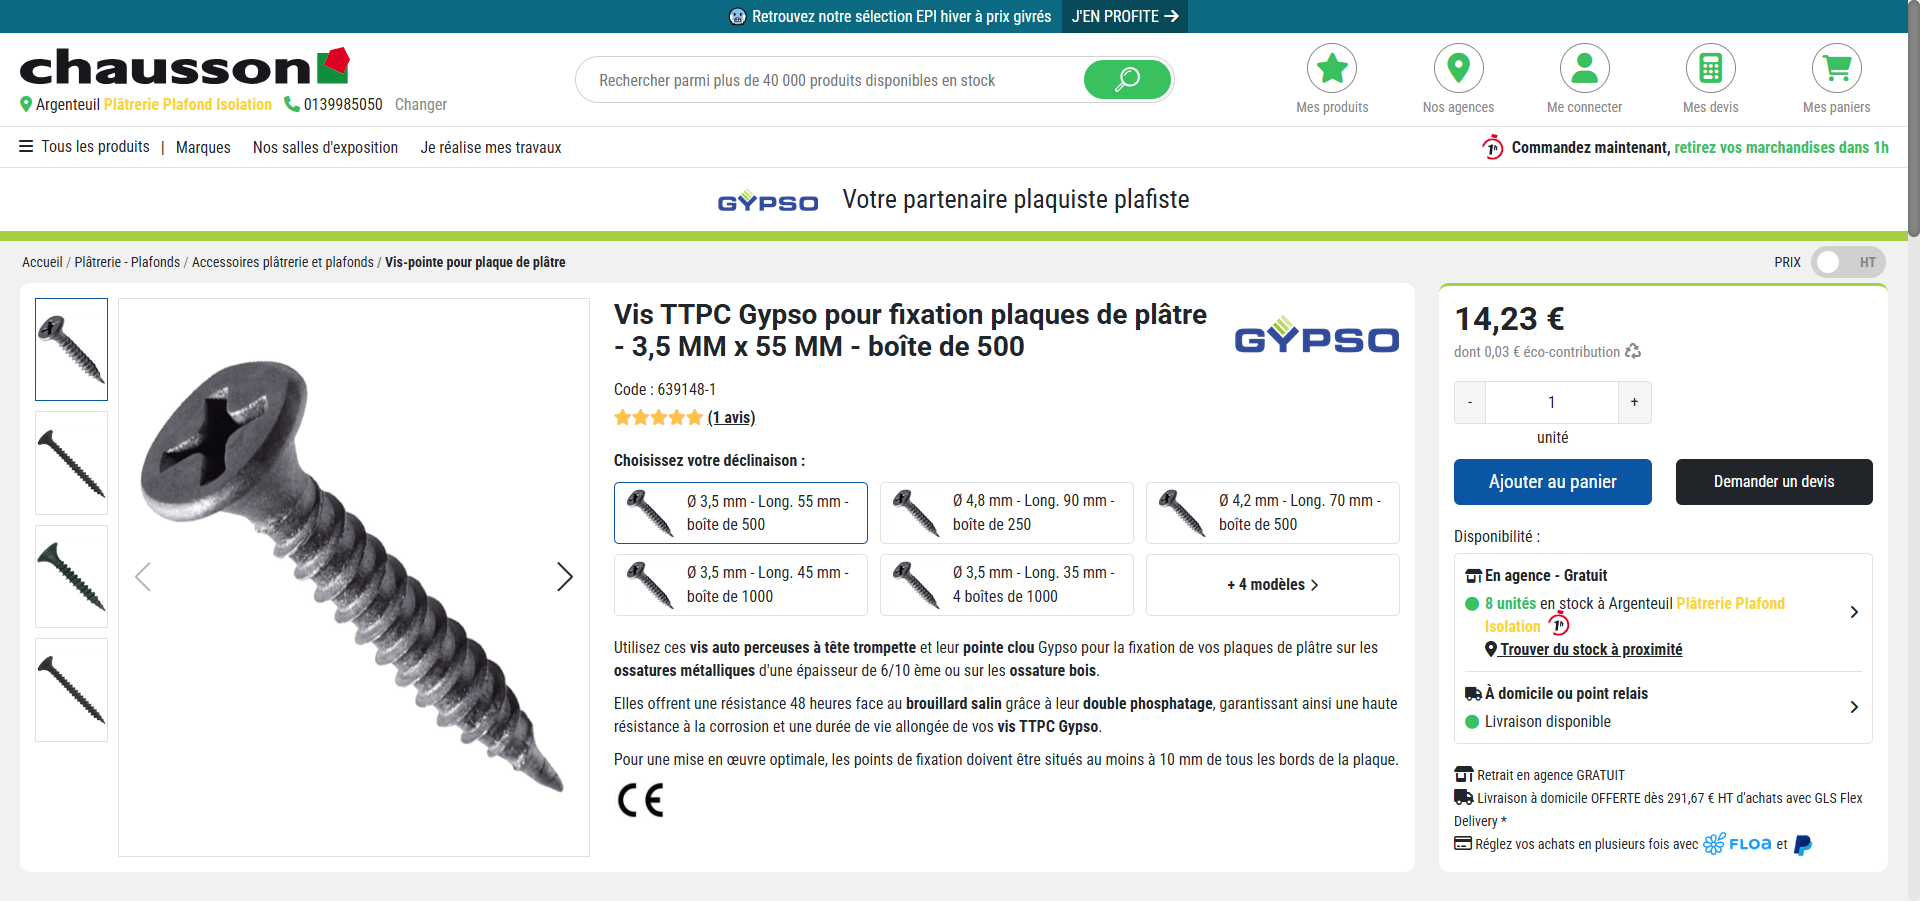 Retrouvez notre sélection EPI hiver à prix givrés J'EN PROFITE
chausson
Argenteuil Plâtrerie Plafond Isolation 0139985050 Changer
Rechercher parmi plus de 40 000 produits disponibles en stock
Mes produits
Nos agences
Me connecter
Mes devis
Mes paniers
Tous les produits | Marques Nos salles d'exposition Je réalise mes travaux
1h Commandez maintenant, retirez vos marchandises dans 1h
GYPSO Votre partenaire plaquiste plafiste
Accueil / Plâtrerie - Plafonds / Accessoires plâtrerie et plafonds / Vis-pointe pour plaque de plâtre
PRIX HT
Vis TTPC Gypso pour fixation plaques de plâtre
- 3,5 MM x 55 MM - boîte de 500
GYPSO
Code : 639148-1
(1 avis)
Choisissez votre déclinaison :
Ø 3,5 mm - Long. 55 mm -
boîte de 500
Ø 4,8 mm - Long. 90 mm -
boîte de 250
Ø 4,2 mm - Long. 70 mm -
boîte de 500
Ø 3,5 mm - Long. 45 mm -
boîte de 1000
Ø 3,5 mm - Long. 35 mm -
4 boîtes de 1000
+ 4 modèles
Utilisez ces vis auto perceuses à tête trompette et leur pointe clou Gypso pour la fixation de vos plaques de plâtre sur les
ossatures métalliques d'une épaisseur de 6/10 ème ou sur les ossature bois.
Elles offrent une résistance 48 heures face au brouillard salin grâce à leur double phosphatage, garantissant ainsi une haute
résistance à la corrosion et une durée de vie allongée de vos vis TTPC Gypso.
Pour une mise en œuvre optimale, les points de fixation doivent être situés au moins à 10 mm de tous les bords de la plaque.
CE
14,23 €
dont 0,03 € éco-contribution
- 1 +
unité
Ajouter au panier
Demander un devis
Disponibilité :
En agence - Gratuit
8 unités en stock à Argenteuil Plâtrerie Plafond
Isolation 1h
Trouver du stock à proximité
À domicile ou point relais
Livraison disponible
Retrait en agence GRATUIT
Livraison à domicile OFFERTE dès 291,67 € HT d'achats avec GLS Flex
Delivery *
Réglez vos achats en plusieurs fois avec FLOA et